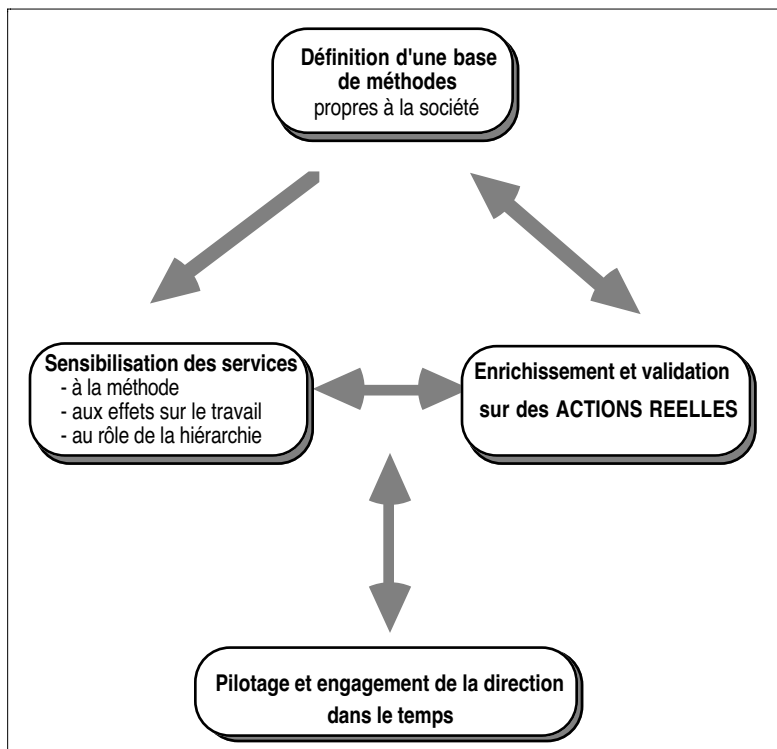 Définition d'une base
de méthodes
propres à la société
Sensibilisation des services
- à la méthode
- aux effets sur le travail
- au rôle de la hiérarchie
Enrichissement et validation
sur des ACTIONS REELLES
Pilotage et engagement de la direction
dans le temps